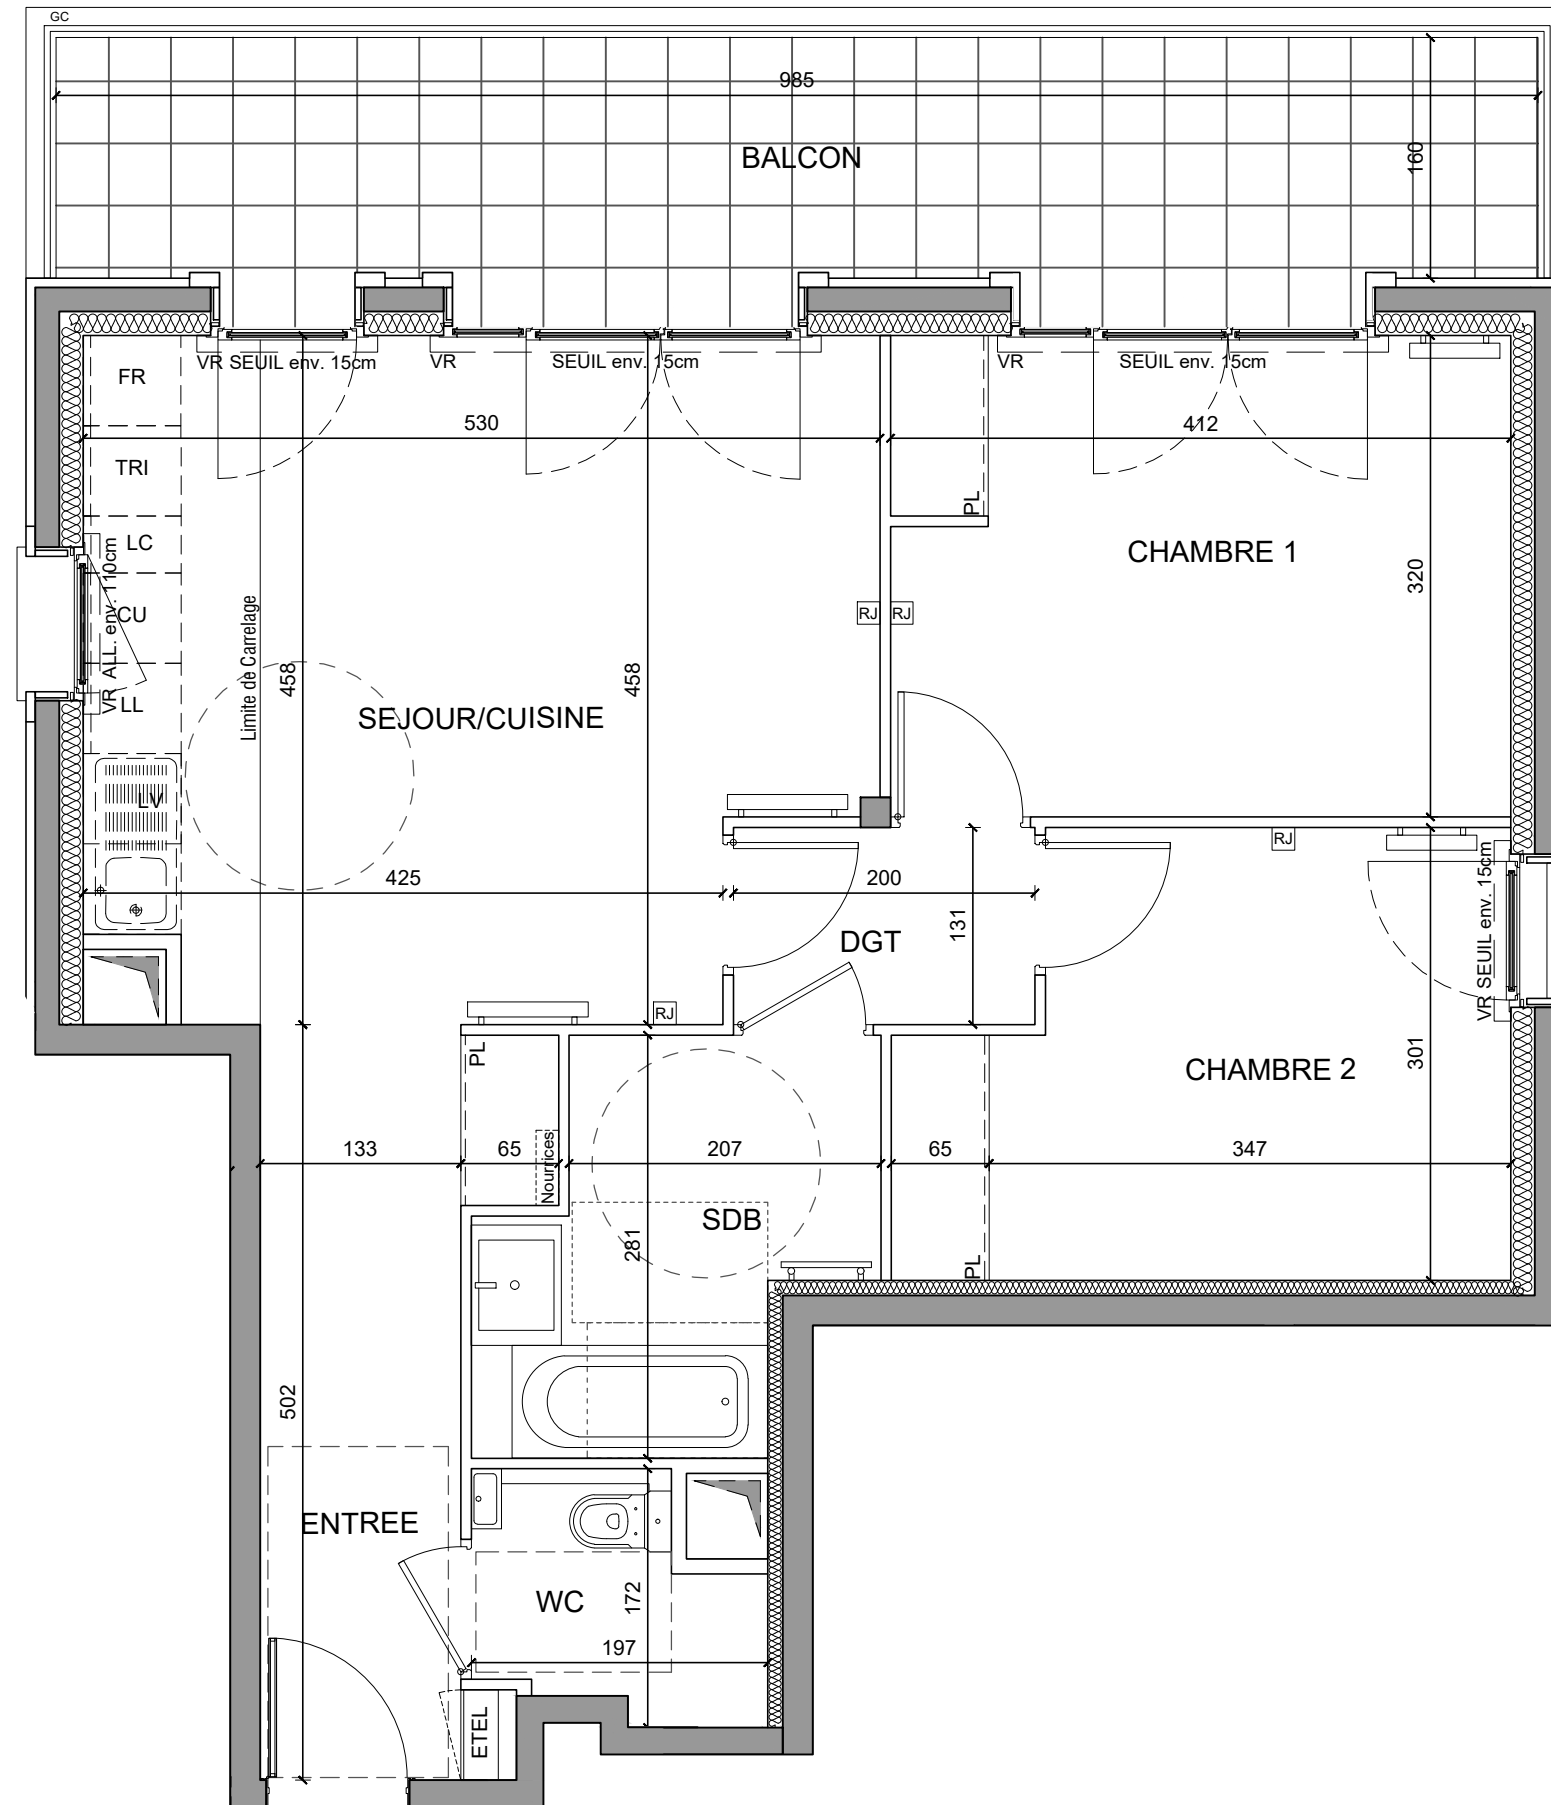 GC
985
BALCON
160
VR SEUIL env. 15cm
VR
SEUIL env. 15cm
VR
SEUIL env. 15cm
FR
530
412
TRI
PL
LC
CHAMBRE 1
320
VR ALL. env. 110cm
CU
Limite de Carrelage
RJ
RJ
458
458
LL
SEJOUR/CUISINE
LV
RJ
425
200
131
DGT
VR SEUIL env. 15cm
RJ
PL
301
CHAMBRE 2
133
65
Nourrices
207
65
347
SDB
281
PL
502
ENTREE
WC
172
197
ETEL